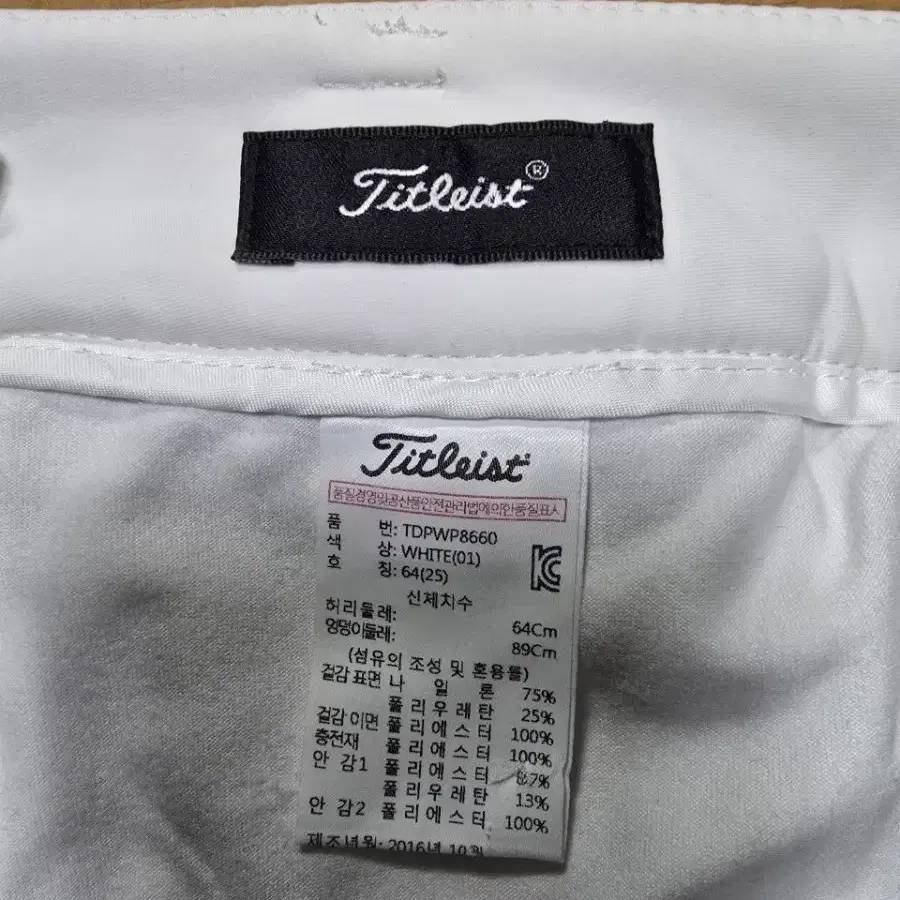 Titleist®
Titleist
품질경영및공산품안전관리법에의한품질표시
품 번: TDPWP8660
색 상: WHITE(01)
호 칭: 64(25)
신체치수
허리둘레: 64Cm
엉덩이둘레: 89Cm
(섬유의 조성 및 혼용률)
겉감 표면 나 일 론 75%
폴 리 우 레 탄 25%
겉감 이면 폴 리 에 스 터 100%
충전재 폴 리 에 스 터 100%
안 감1 폴 리 에 스 터 87%
폴 리 우 레 탄 13%
안 감2 폴 리 에 스 터 100%
제조년월: 2016년 10월